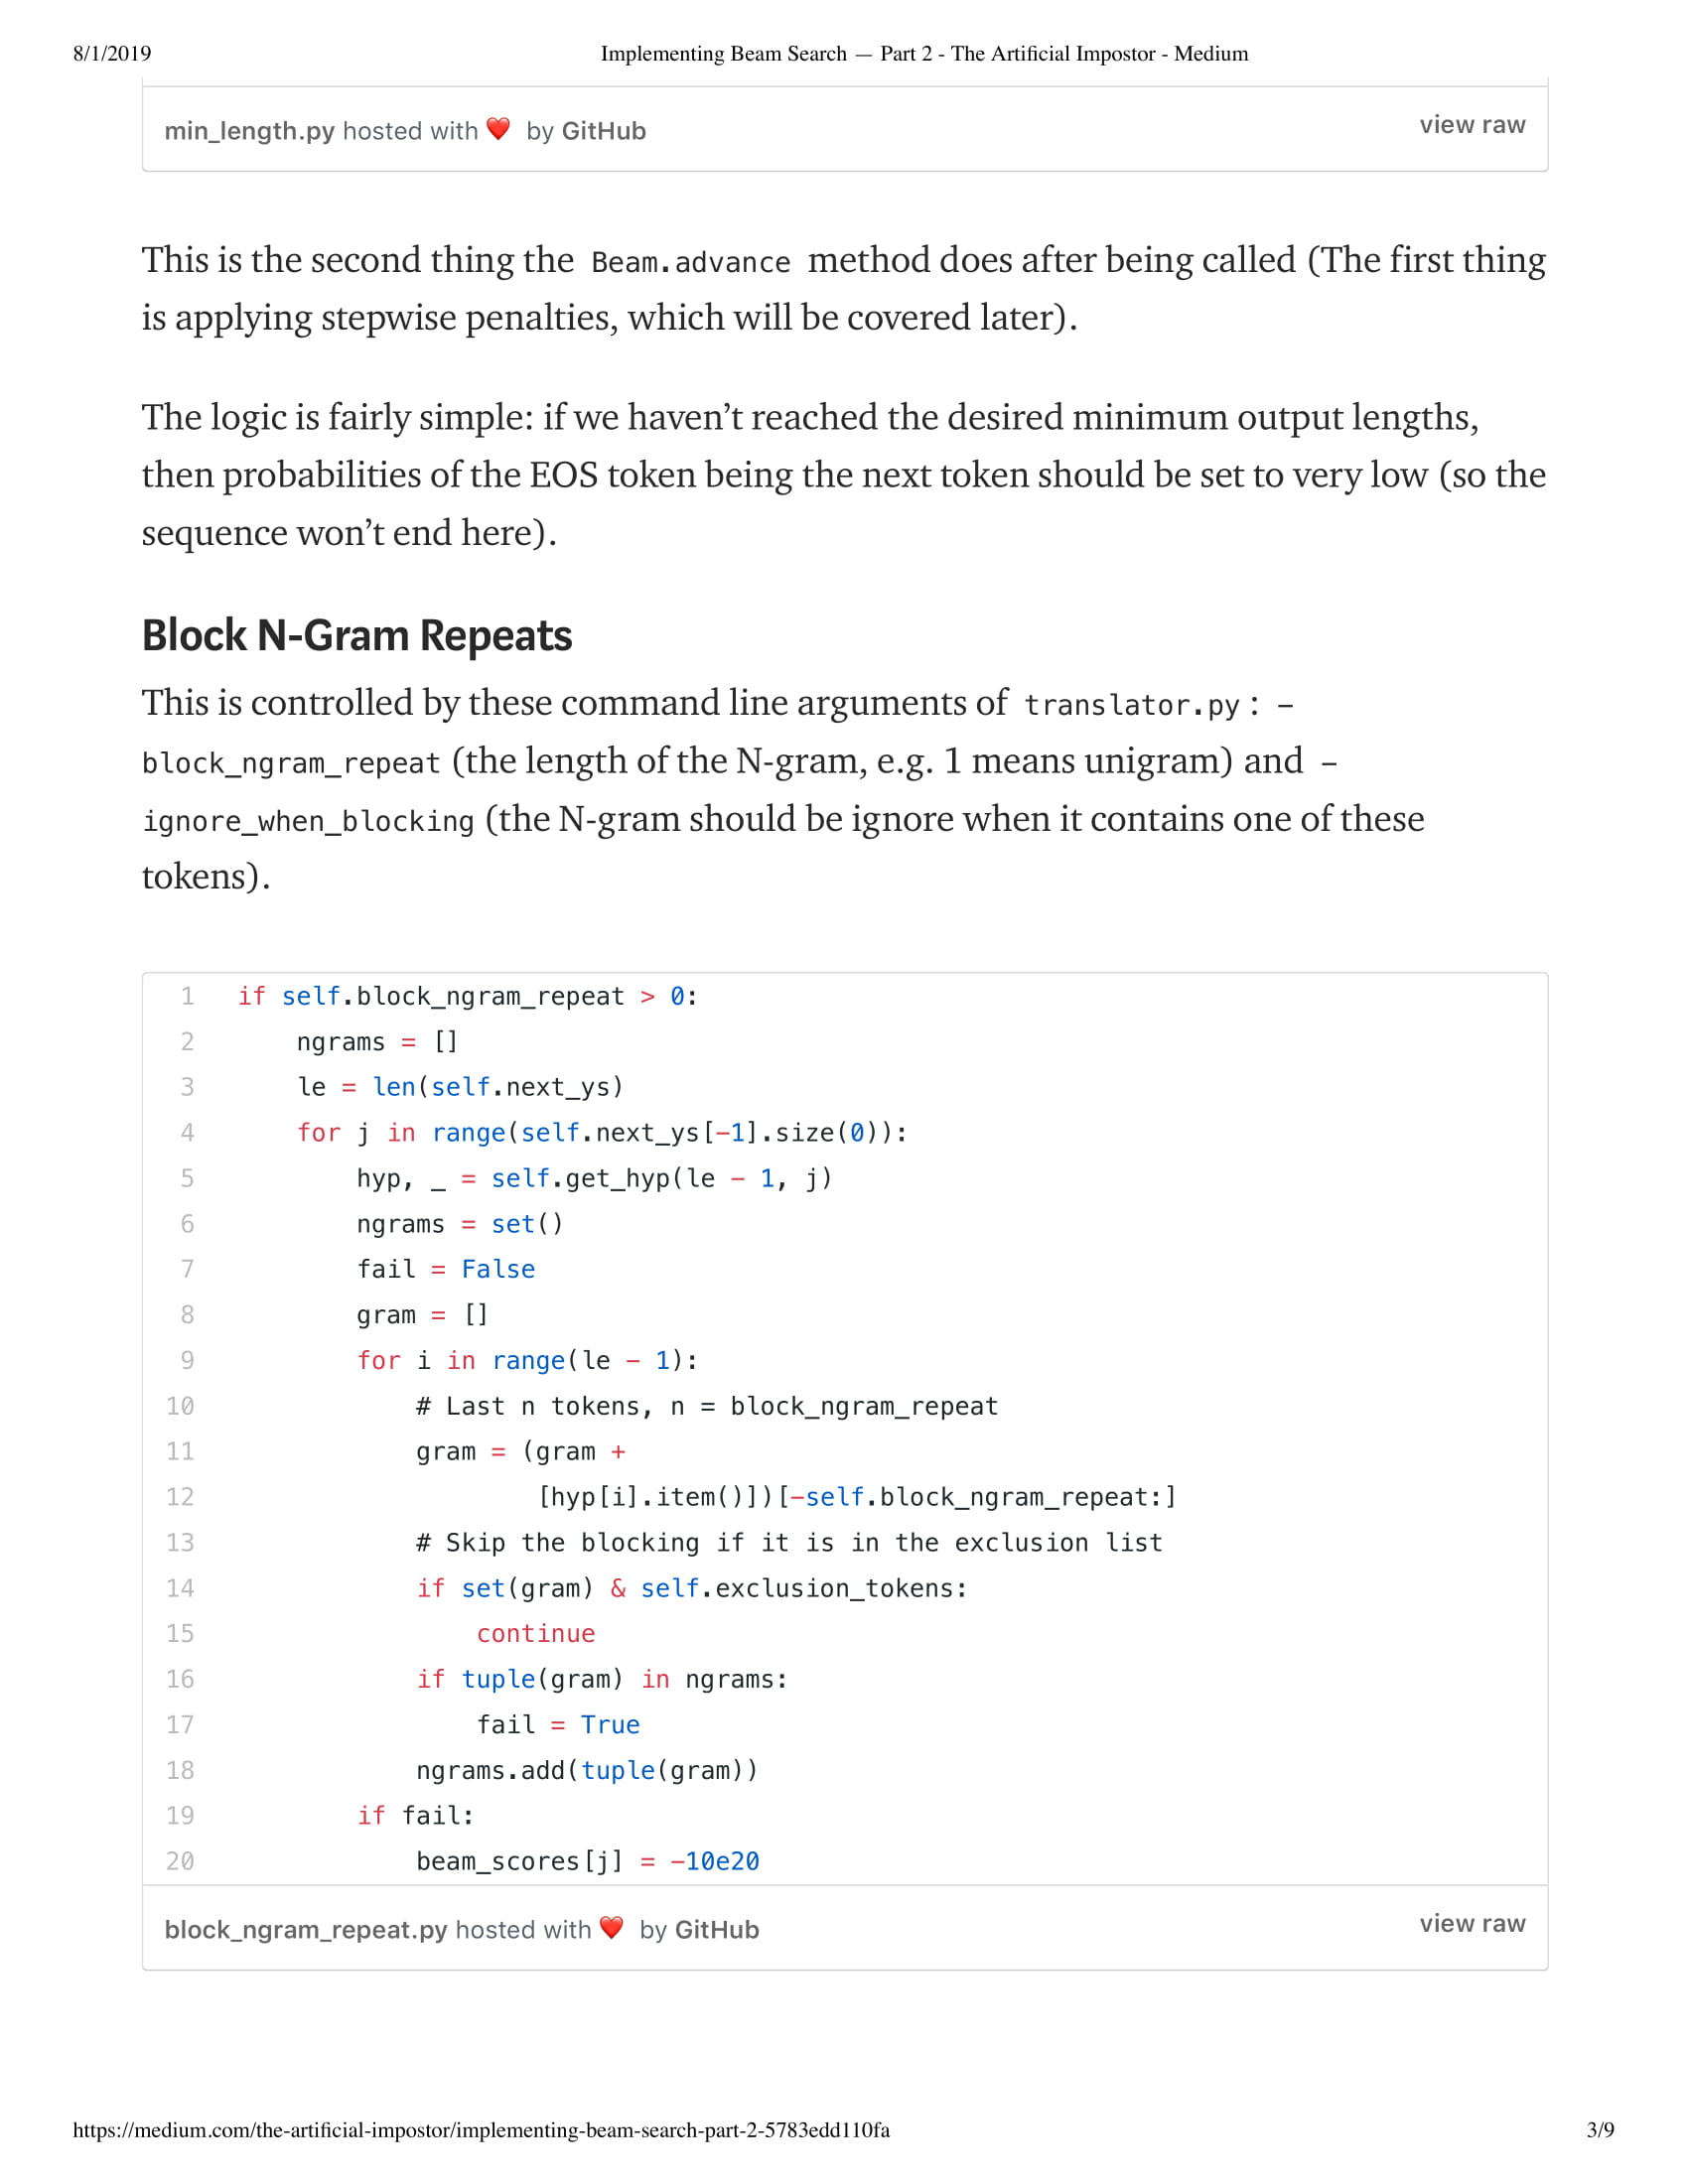 8/1/2019 Implementing Beam Search — Part 2 - The Artificial Impostor - Medium
min_length.py hosted with ❤ by GitHub view raw
This is the second thing the Beam.advance method does after being called (The first thing
is applying stepwise penalties, which will be covered later).
The logic is fairly simple: if we haven’t reached the desired minimum output lengths,
then probabilities of the EOS token being the next token should be set to very low (so the
sequence won’t end here).
Block N-Gram Repeats
This is controlled by these command line arguments of translator.py : –
block_ngram_repeat (the length of the N-gram, e.g. 1 means unigram) and –
ignore_when_blocking (the N-gram should be ignore when it contains one of these
tokens).
1 if self.block_ngram_repeat > 0:
2     ngrams = []
3     le = len(self.next_ys)
4     for j in range(self.next_ys[-1].size(0)):
5         hyp, _ = self.get_hyp(le - 1, j)
6         ngrams = set()
7         fail = False
8         gram = []
9         for i in range(le - 1):
10             # Last n tokens, n = block_ngram_repeat
11             gram = (gram +
12                     [hyp[i].item()])[-self.block_ngram_repeat:]
13             # Skip the blocking if it is in the exclusion list
14             if set(gram) & self.exclusion_tokens:
15                 continue
16             if tuple(gram) in ngrams:
17                 fail = True
18             ngrams.add(tuple(gram))
19         if fail:
20             beam_scores[j] = -10e20
block_ngram_repeat.py hosted with ❤ by GitHub view raw
https://medium.com/the-artificial-impostor/implementing-beam-search-part-2-5783edd110fa 3/9